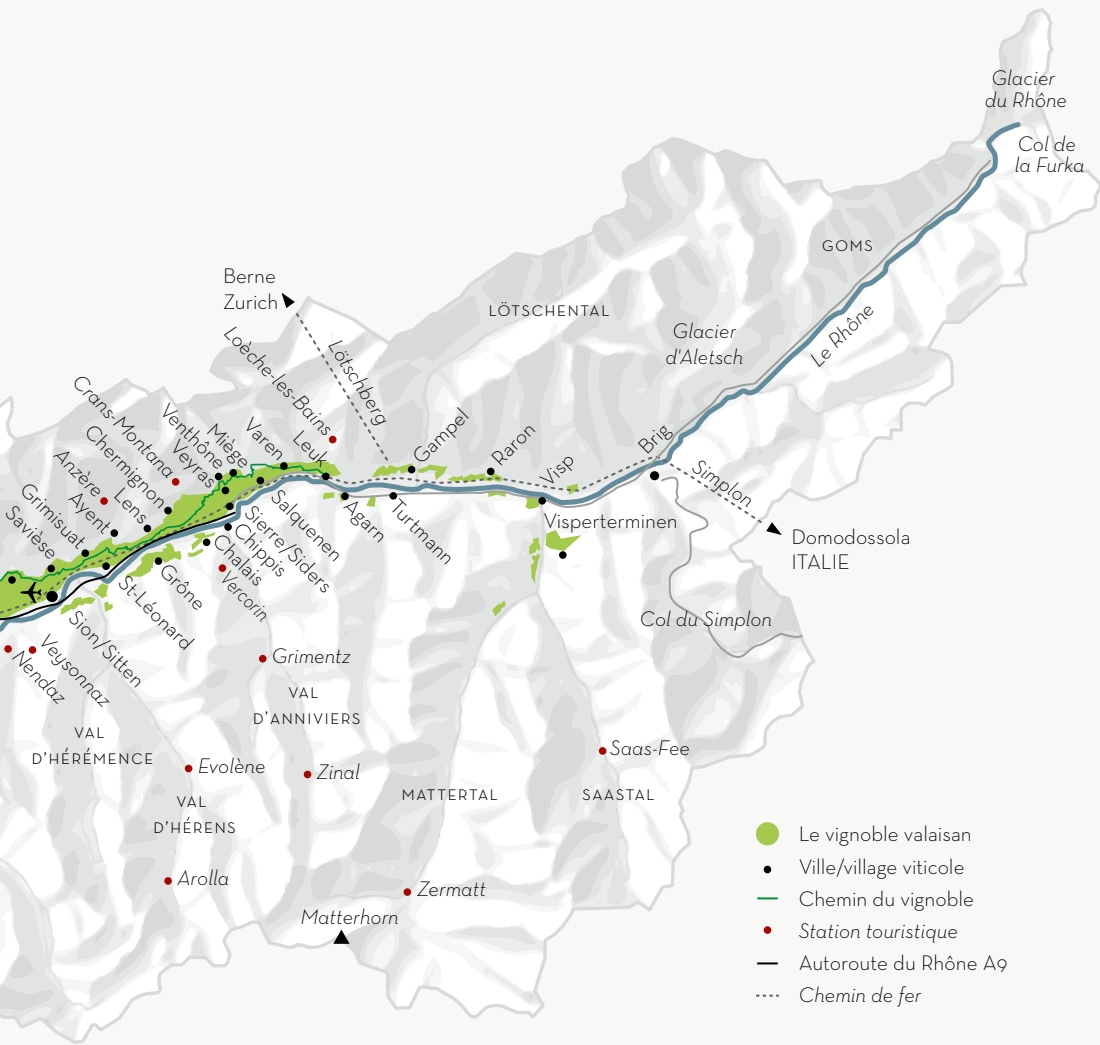 Glacier
du Rhône
Col de
la Furka
GOMS
Berne
Zurich
LÖTSCHENTAL
Le Rhône
Glacier
d'Aletsch
Lötschberg
Loèche-les-Bains
Crans-Montana
Venthône
Miège
Varen
Leuk
Gampel
Raron
Visp
Brig
Simplon
Chermignon
Veyras
Anzère
Lens
Ayent
Grimisuat
Savièse
Domodossola
ITALIE
Visperterminen
Agarn
Turtmann
Salquenen
Sierre/Siders
Chippis
Chalais
Vercorin
Grône
St-Léonard
Sion/Sitten
Veysonnaz
Nendaz
Col du Simplon
Grimentz
VAL
D'ANNIVIERS
VAL
D'HÉRÉMENCE
Evolène
Zinal
Saas-Fee
MATTERTAL
SAASTAL
VAL
D'HÉRENS
Arolla
Zermatt
Matterhorn
Le vignoble valaisan
Ville/village viticole
Chemin du vignoble
Station touristique
Autoroute du Rhône A9
Chemin de fer